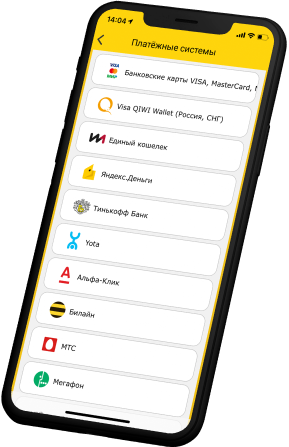 14:04
Платёжные системы
VISA
МИР
Банковские карты VISA, MasterCard,
Visa QIWI Wallet (Россия, СНГ)
Единый кошелек
Яндекс.Деньги
Тинькофф Банк
Yota
А
Альфа-Клик
Билайн
МТС
Мегафон